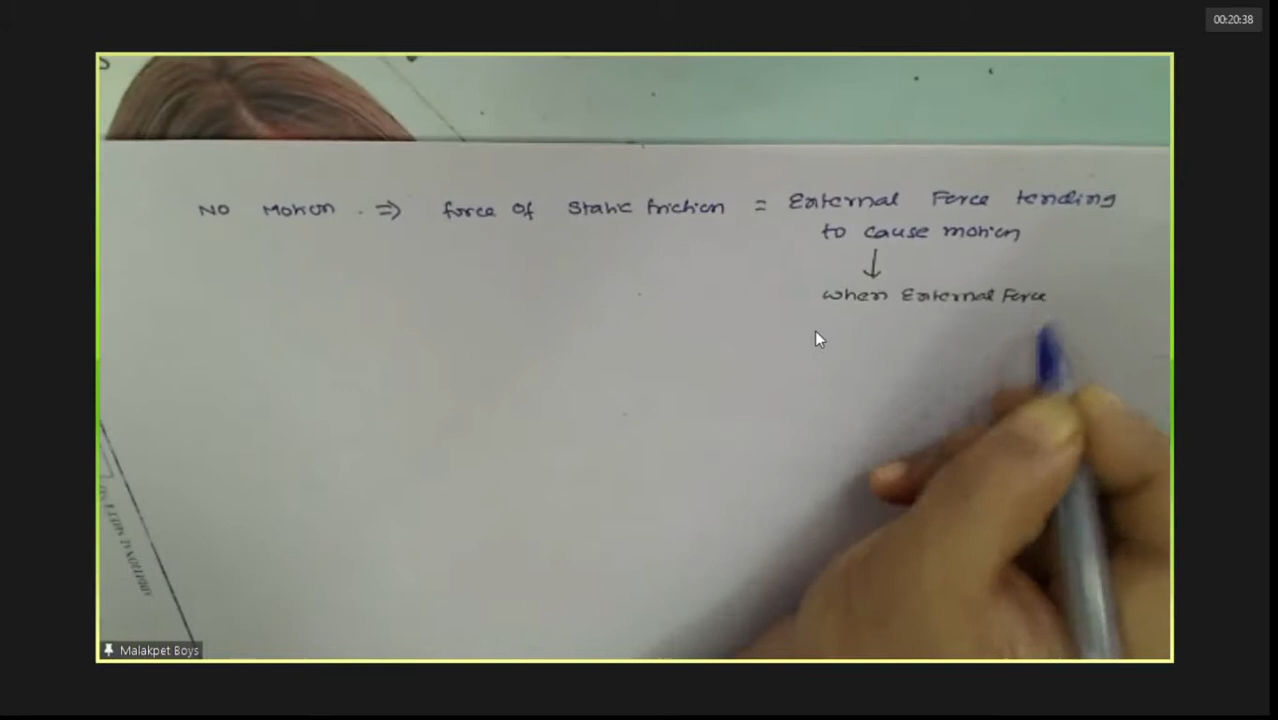 00:20:38
NO Motion . => force of static friction = External Force tending
to cause motion
↓
when External Force
Malakpet Boys